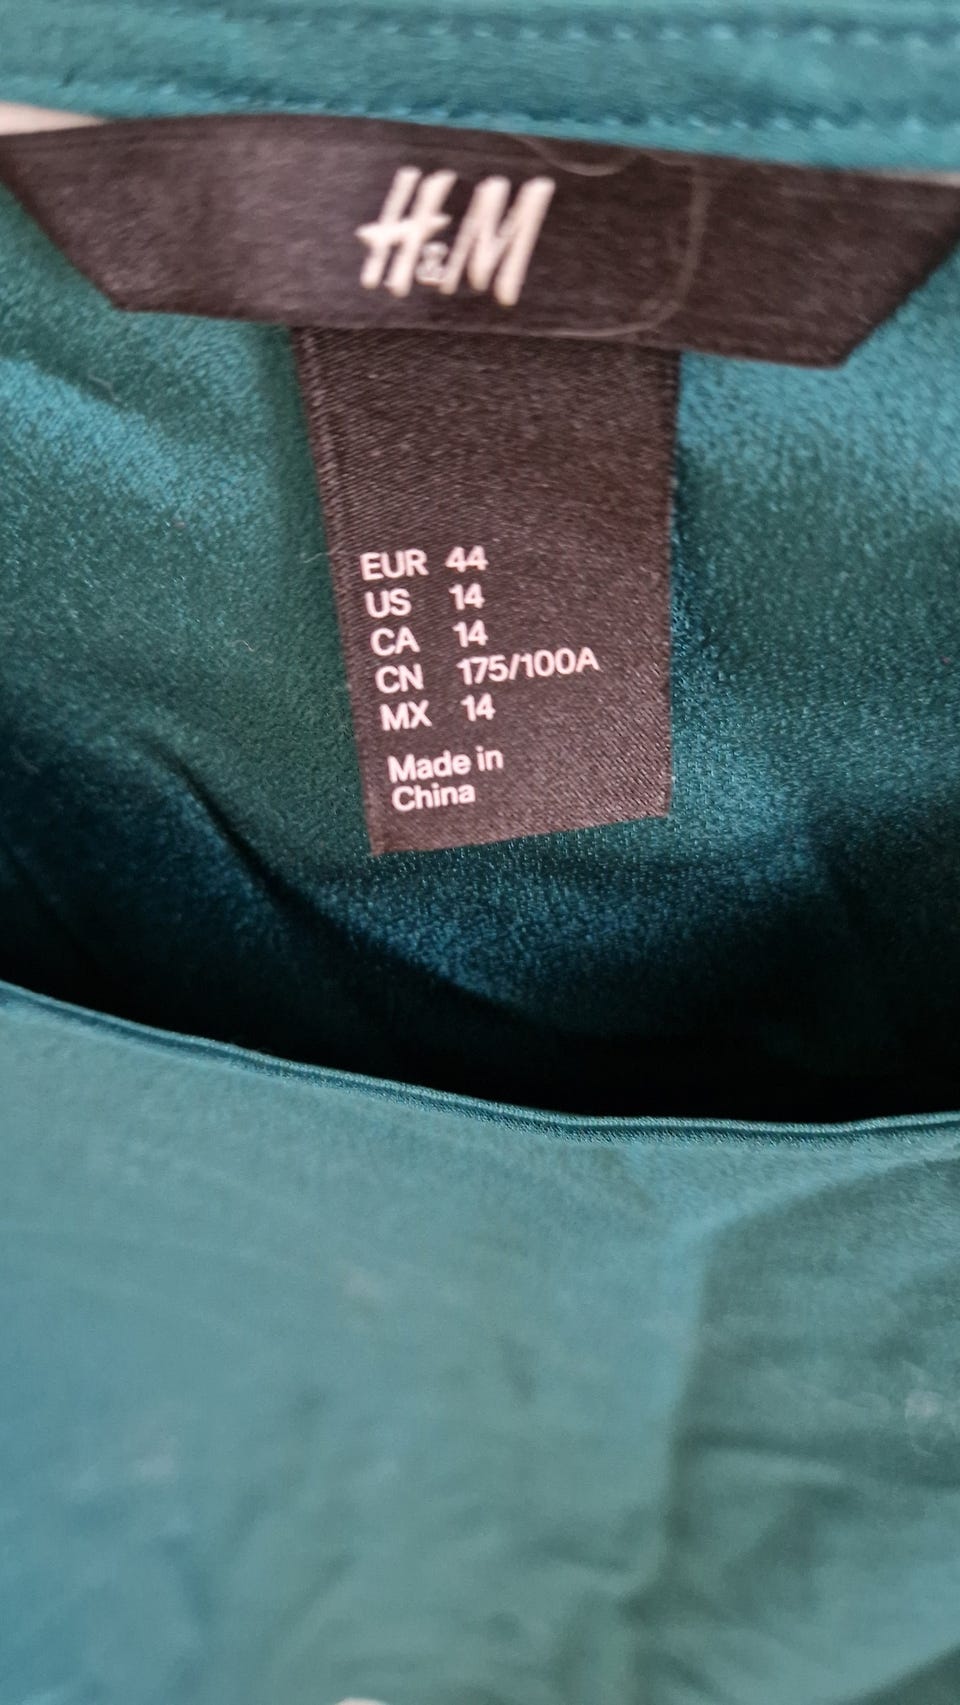 H&M
EUR 44
US 14
CA 14
CN 175/100A
MX 14
Made in
China